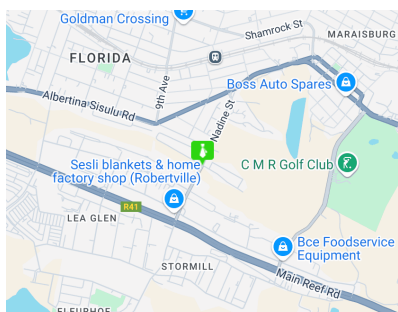 Goldman Crossing
Shamrock St
MARAISBURG
FLORIDA
9th Ave
Boss Auto Spares
Albertina Sisulu Rd
Nadine St
Sesli blankets & home
factory shop (Robertville)
C M R Golf Club
R41
LEA GLEN
Bce Foodservice
Equipment
STORMILL
Main Reef Rd
FLEURHOF